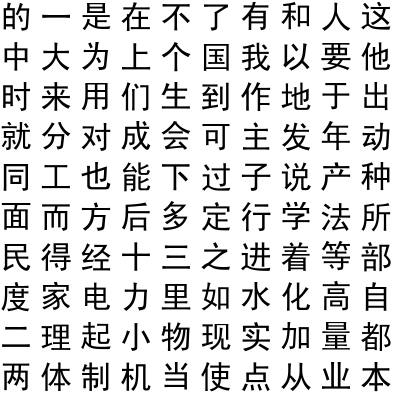 的 一 是 在 不 了 有 和 人 这
中 大 为 上 个 国 我 以 要 他
时 来 用 们 生 到 作 地 于 出
就 分 对 成 会 可 主 发 年 动
同 工 也 能 下 过 子 说 产 种
面 而 方 后 多 定 行 学 法 所
民 得 经 十 三 之 进 着 等 部
度 家 电 力 里 如 水 化 高 自
二 理 起 小 物 现 实 加 量 都
两 体 制 机 当 使 点 从 业 本